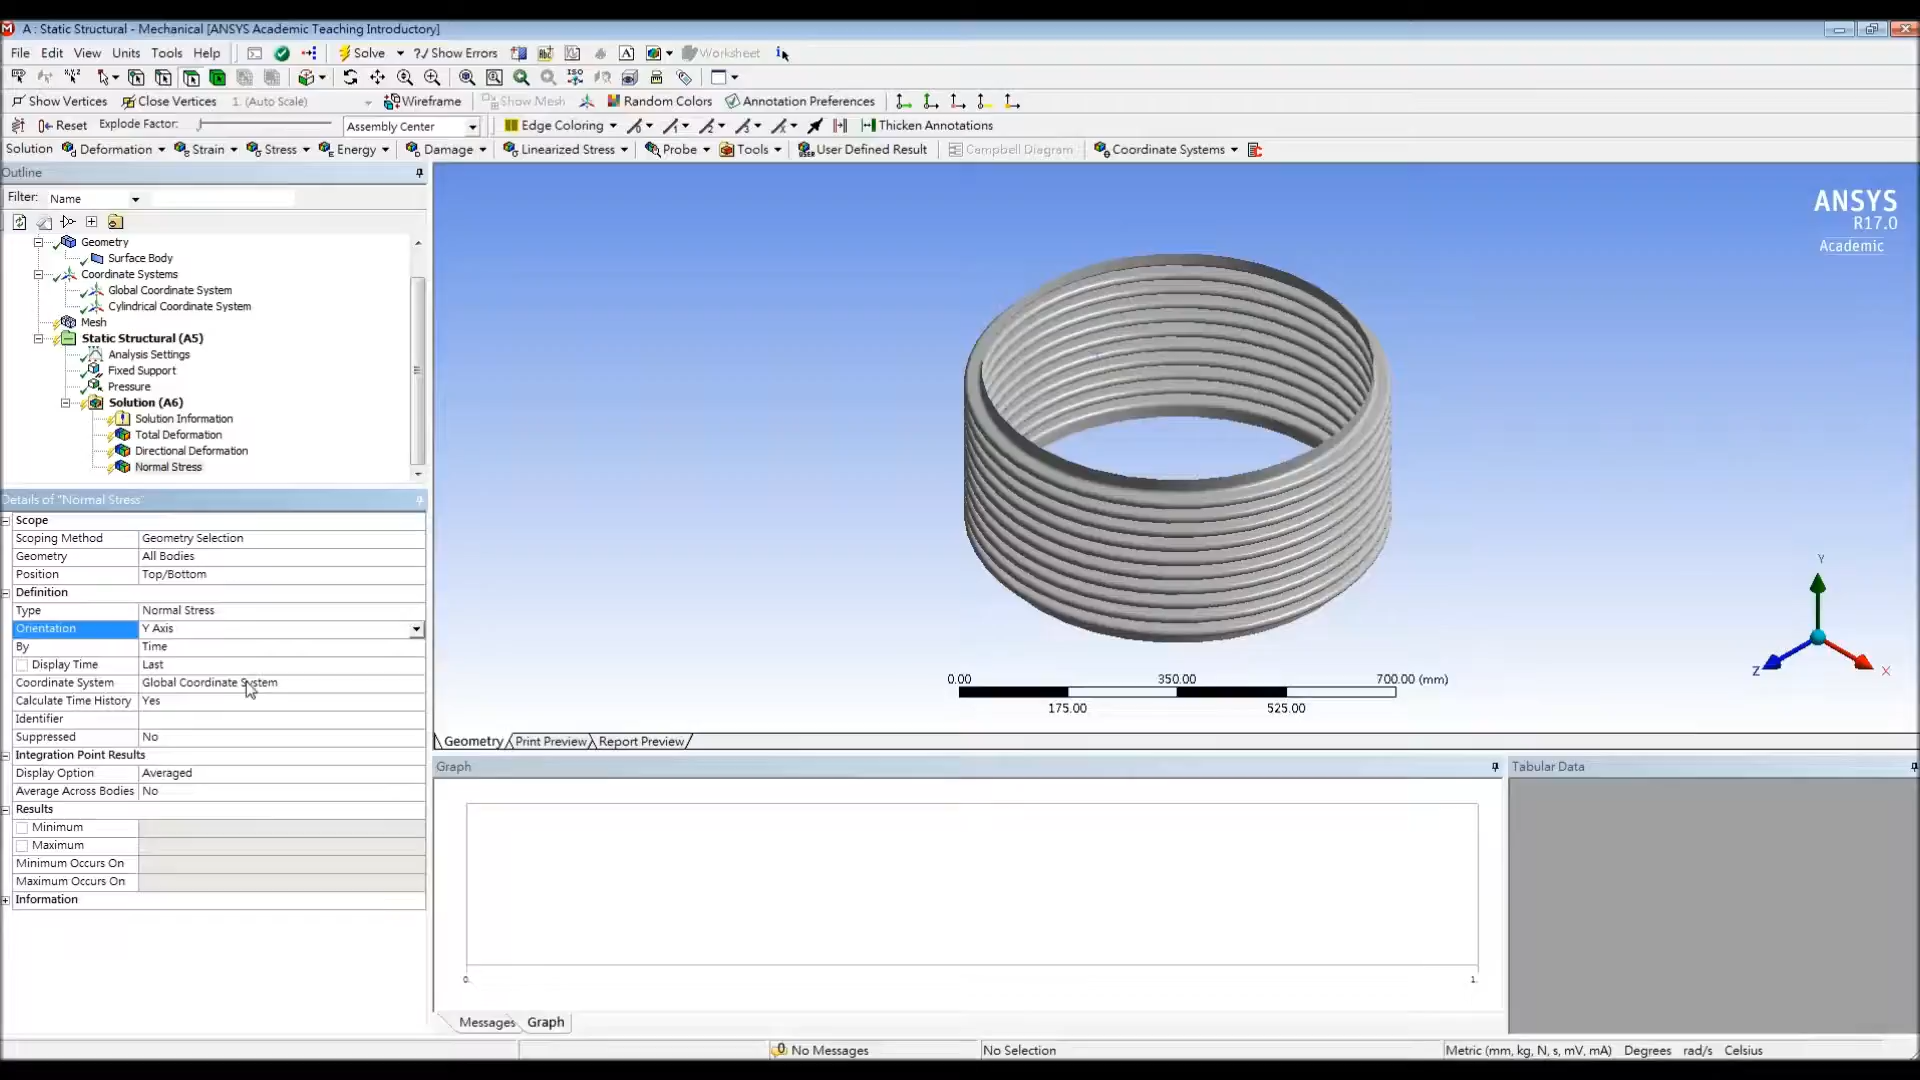 A : Static Structural - Mechanical [ANSYS Academic Teaching Introductory]
File Edit View Units Tools Help Solve ?/ Show Errors Worksheet
Show Vertices Close Vertices 1. (Auto Scale) Wireframe Show Mesh Random Colors Annotation Preferences
Reset Explode Factor: Assembly Center Edge Coloring Thicken Annotations
Solution Deformation Strain Stress Energy Damage Linearized Stress Probe Tools User Defined Result Campbell Diagram Coordinate Systems
Outline
Filter: Name
Geometry
Surface Body
Coordinate Systems
Global Coordinate System
Cylindrical Coordinate System
Mesh
Static Structural (A5)
Analysis Settings
Fixed Support
Pressure
Solution (A6)
Solution Information
Total Deformation
Directional Deformation
Normal Stress
Details of "Normal Stress"
Scope
Scoping Method Geometry Selection
Geometry All Bodies
Position Top/Bottom
Definition
Type Normal Stress
Orientation Y Axis
By Time
Display Time Last
Coordinate System Global Coordinate System
Calculate Time History Yes
Identifier
Suppressed No
Integration Point Results
Display Option Averaged
Average Across Bodies No
Results
Minimum
Maximum
Minimum Occurs On
Maximum Occurs On
Information
ANSYS
R17.0
Academic
Y
Z
X
0.00 350.00 700.00 (mm)
175.00 525.00
Geometry Print Preview Report Preview
Graph
Tabular Data
0.
1.
Messages Graph
No Messages No Selection Metric (mm, kg, N, s, mV, mA) Degrees rad/s Celsius